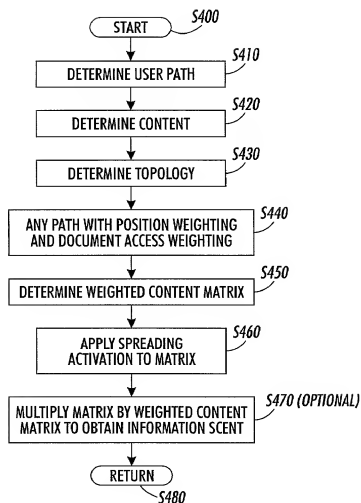 S400
START
S410
DETERMINE USER PATH
S420
DETERMINE CONTENT
S430
DETERMINE TOPOLOGY
S440
ANY PATH WITH POSITION WEIGHTING
AND DOCUMENT ACCESS WEIGHTING
S450
DETERMINE WEIGHTED CONTENT MATRIX
S460
APPLY SPREADING
ACTIVATION TO MATRIX
S470 (OPTIONAL)
MULTIPLY MATRIX BY WEIGHTED CONTENT
MATRIX TO OBTAIN INFORMATION SCENT
RETURN
S480